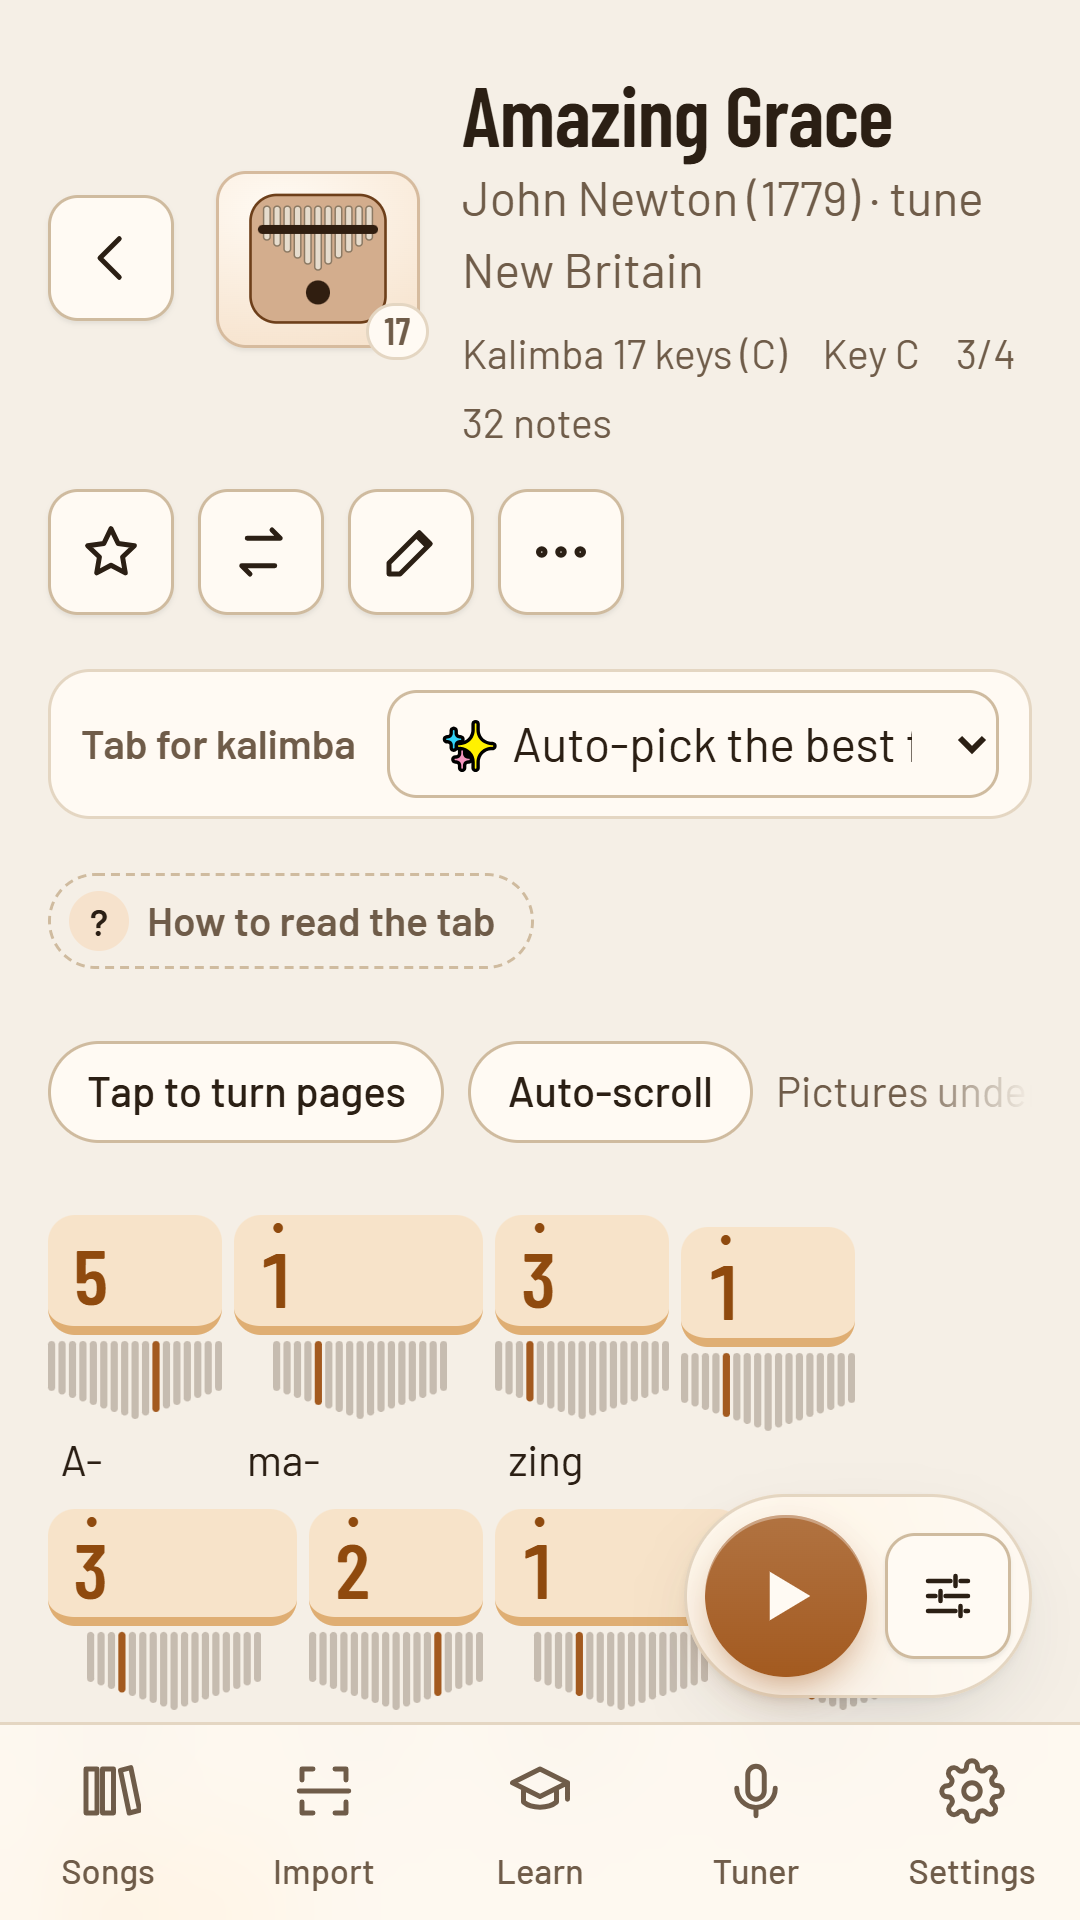 Amazing Grace
John Newton (1779) · tune
New Britain
17
Kalimba 17 keys (C) Key C 3/4
32 notes
Tab for kalimba
✨ Auto-pick the best
? How to read the tab
Tap to turn pages
Auto-scroll
Pictures unde
5 1 3 1
A- ma- zing
3 2 1
Songs Import Learn Tuner Settings